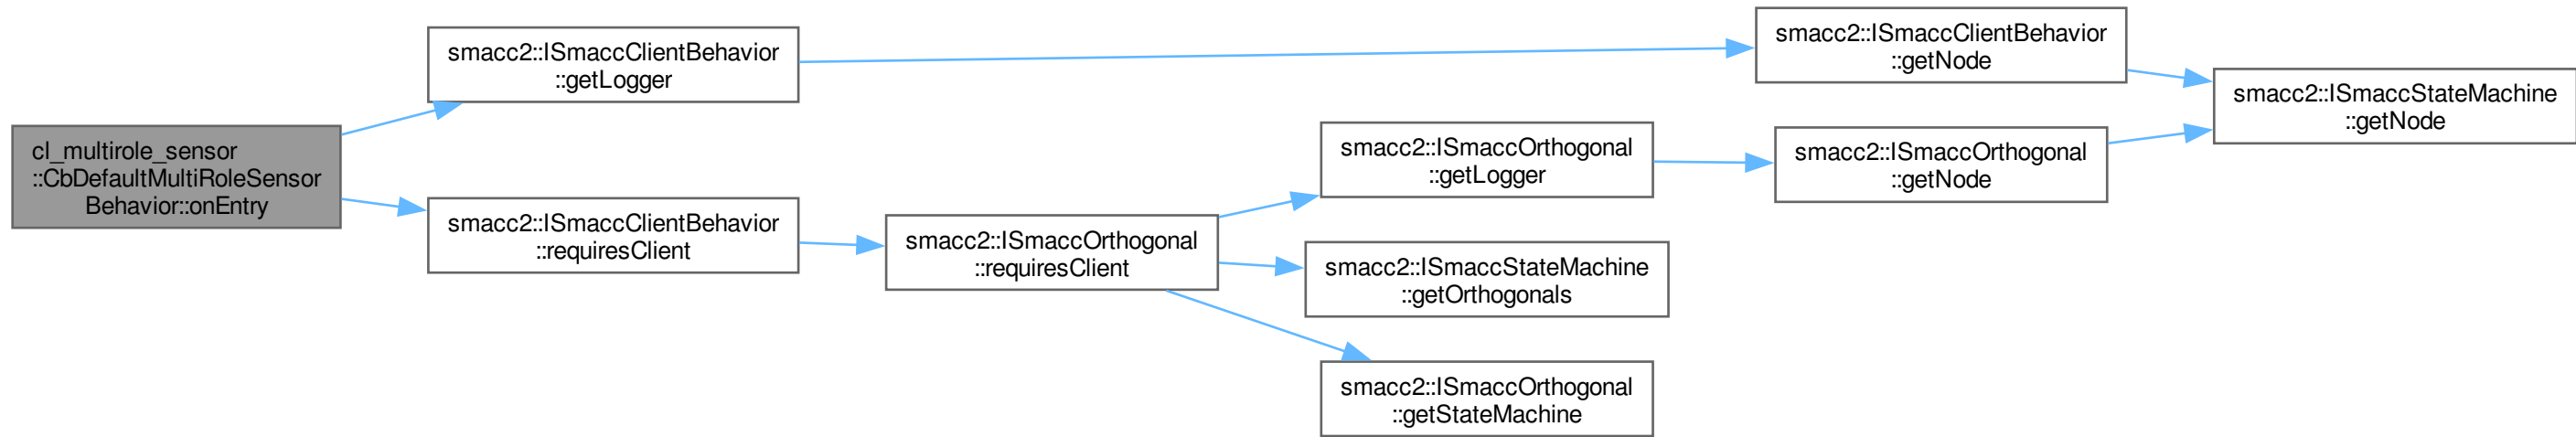 cl_multirole_sensor
::CbDefaultMultiRoleSensor
Behavior::onEntry
smacc2::ISmaccClientBehavior
::getLogger
smacc2::ISmaccClientBehavior
::requiresClient
smacc2::ISmaccOrthogonal
::requiresClient
smacc2::ISmaccOrthogonal
::getLogger
smacc2::ISmaccStateMachine
::getOrthogonals
smacc2::ISmaccOrthogonal
::getStateMachine
smacc2::ISmaccClientBehavior
::getNode
smacc2::ISmaccOrthogonal
::getNode
smacc2::ISmaccStateMachine
::getNode